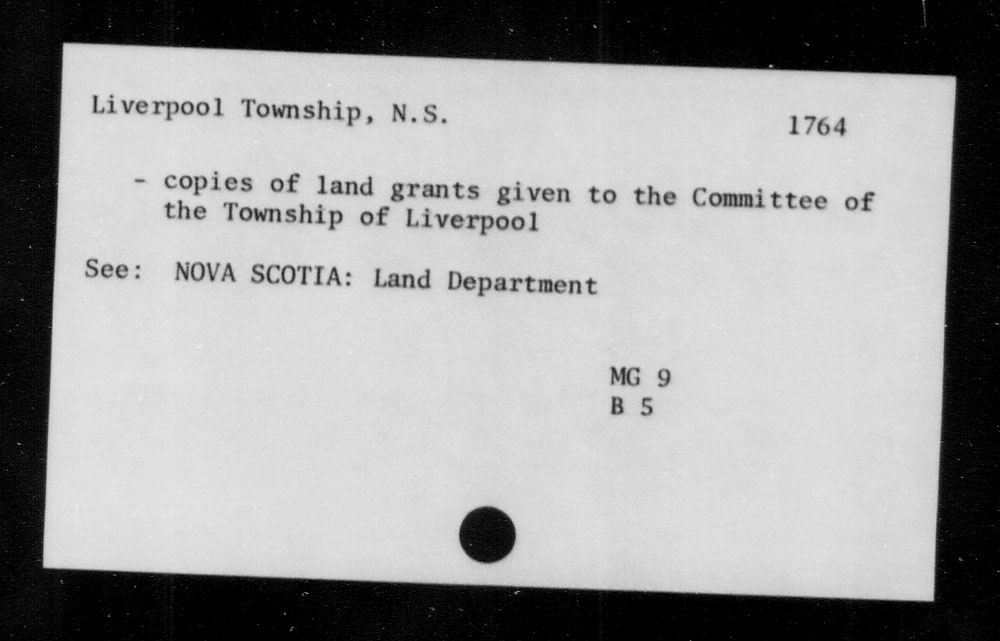 Liverpool Township, N.S.
1764
- copies of land grants given to the Committee of
the Township of Liverpool
See: NOVA SCOTIA: Land Department
MG 9
B 5